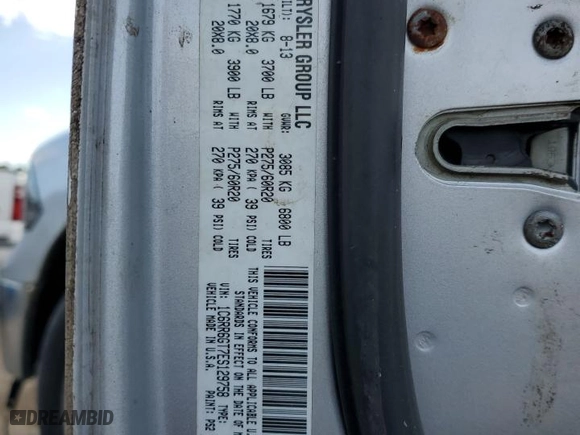 RYSLER GROUP LLC
ILT): 8-13 GVWR: 3085 KG 6800 LB
1679 KG 3700 LB WITH P275/60R20 TIRES
20X8.0 RIMS AT 270 KPA ( 39 PSI) COLD
1770 KG 3900 LB WITH P275/60R20 TIRES
20X8.0 RIMS AT 270 KPA ( 39 PSI) COLD
THIS VEHICLE CONFORMS TO ALL APPLICABLE U.
STANDARDS IN EFFECT ON THE DATE OF M
VIN: 1C6RR6GT7ES129758 TYPE:
VEHICLE MADE IN U.S.A. PAINT: PS2
DREAMBID